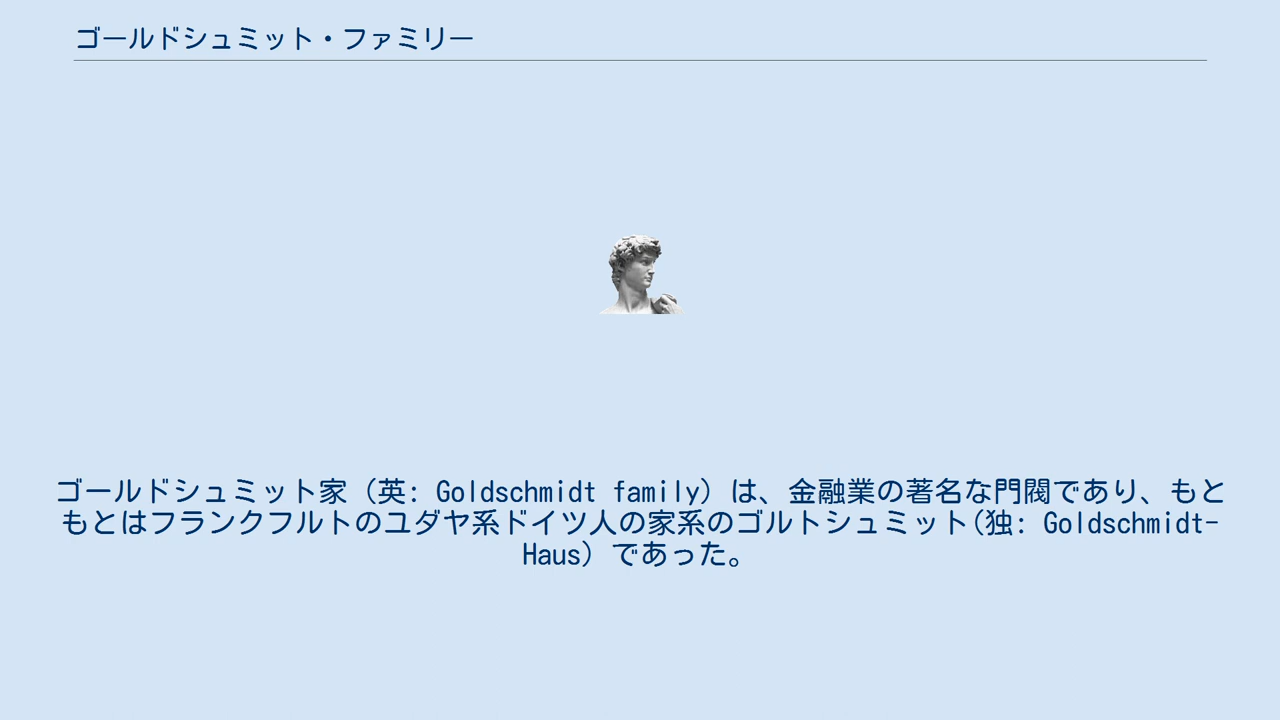 ゴールドシュミット・ファミリー
ゴールドシュミット家（英: Goldschmidt family）は、金融業の著名な門閥であり、もと
もとはフランクフルトのユダヤ系ドイツ人の家系のゴルトシュミット(独: Goldschmidt-
Haus）であった。